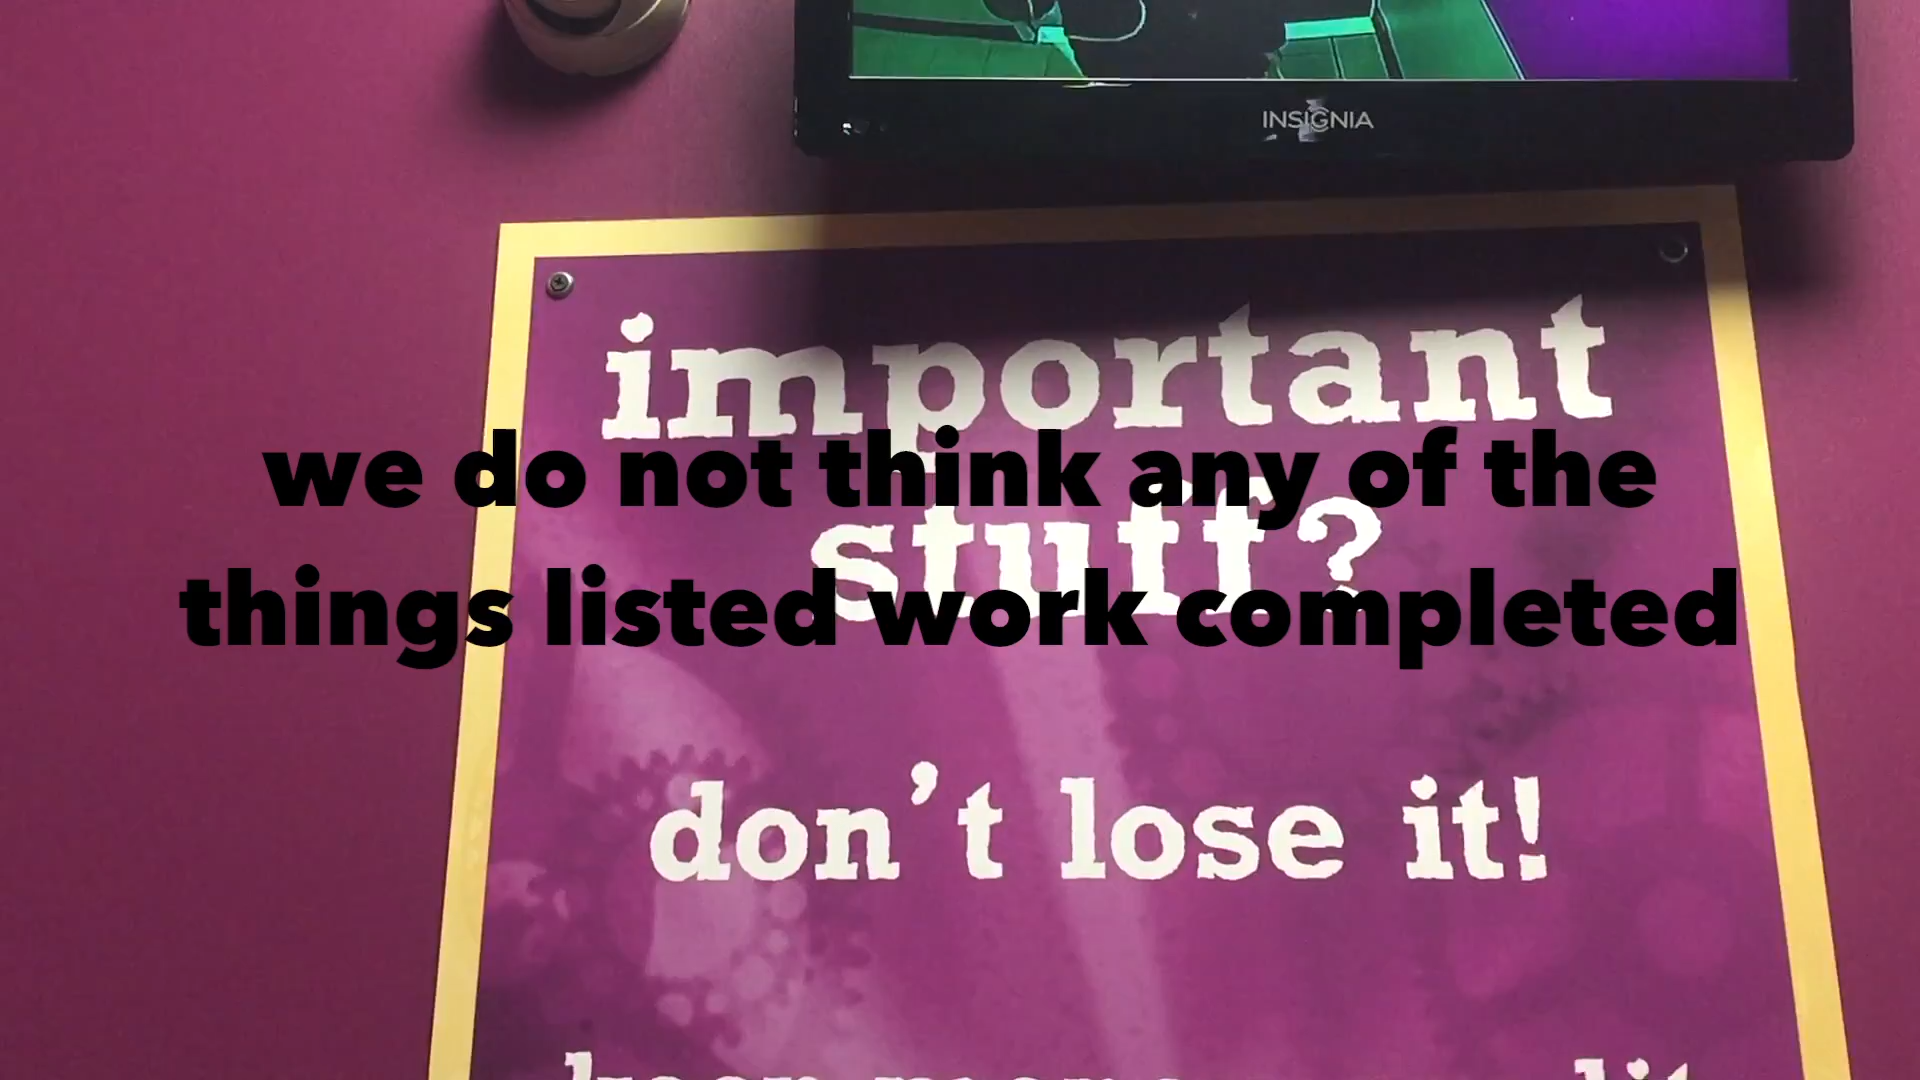 INSIGNIA
important
we do not think any of the
stuff?
things listed work completed
don't lose it!